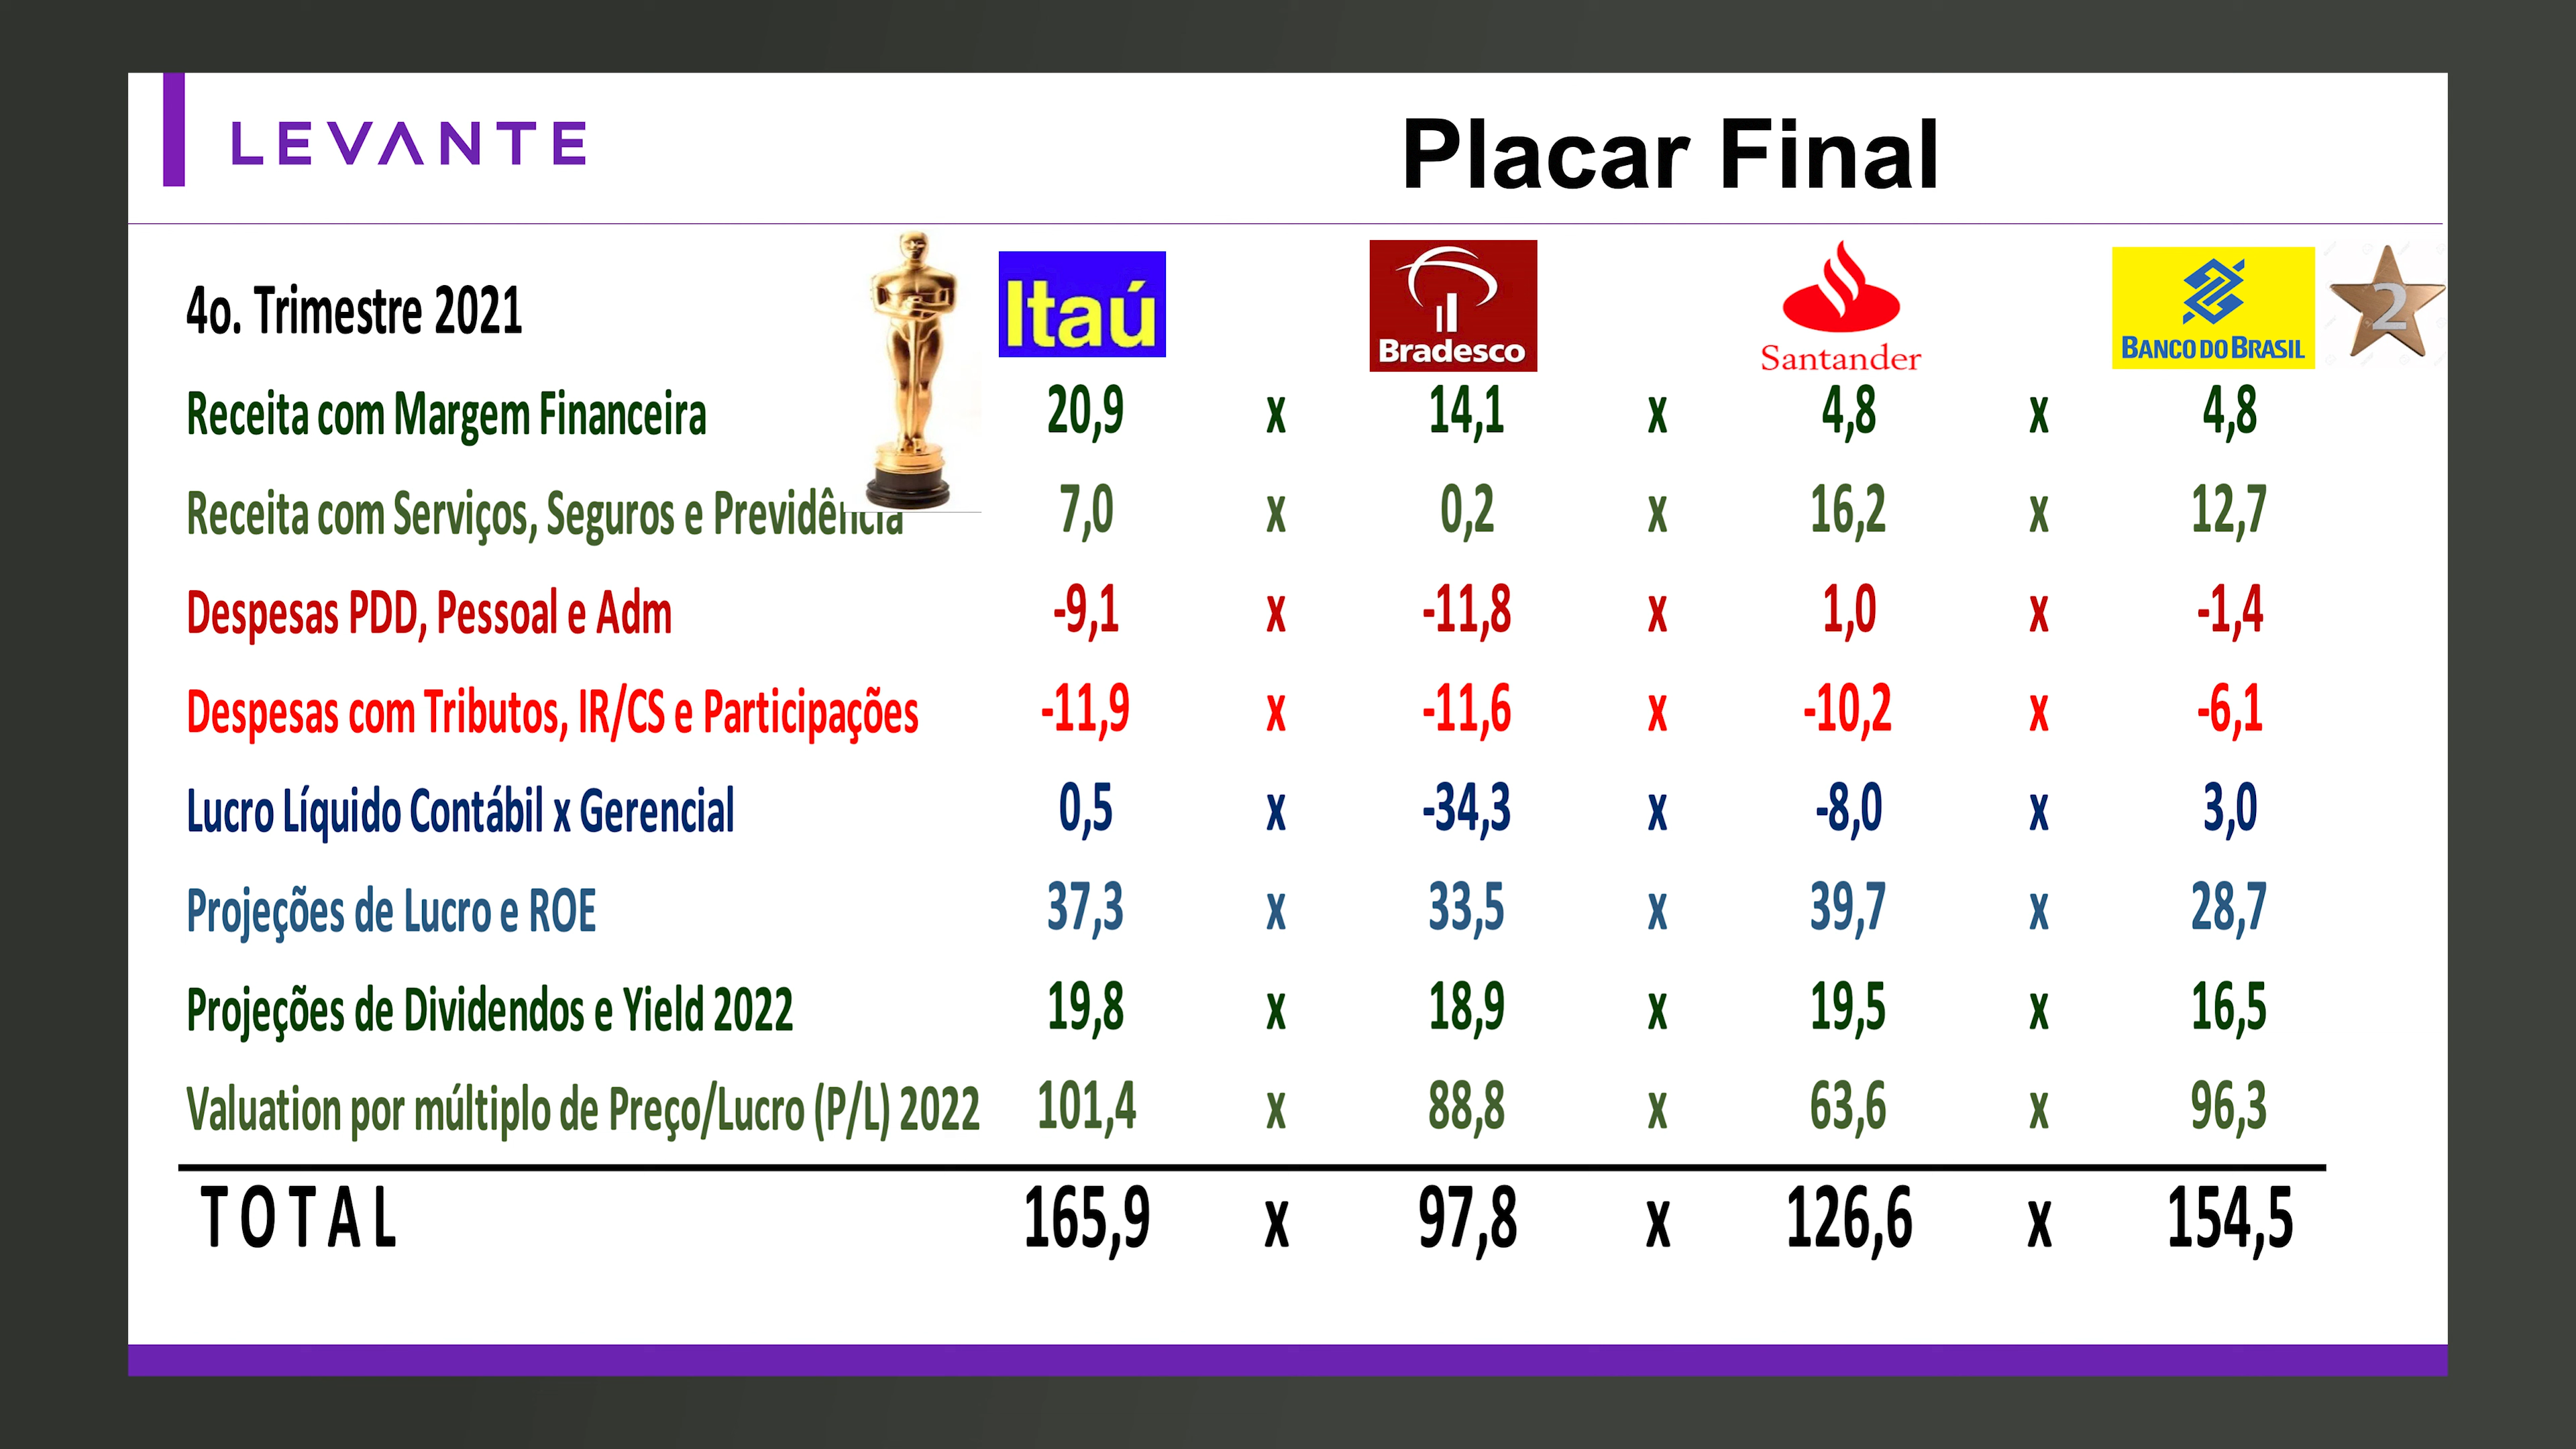 LEVANTE
Placar Final
4o. Trimestre 2021 Itaú Bradesco Santander BANCO DO BRASIL 2
Receita com Margem Financeira 20,9 x 14,1 x 4,8 x 4,8
Receita com Serviços, Seguros e Previdência 7,0 x 0,2 x 16,2 x 12,7
Despesas PDD, Pessoal e Adm -9,1 x -11,8 x 1,0 x -1,4
Despesas com Tributos, IR/CS e Participações -11,9 x -11,6 x -10,2 x -6,1
Lucro Líquido Contábil x Gerencial 0,5 x -34,3 x -8,0 x 3,0
Projeções de Lucro e ROE 37,3 x 33,5 x 39,7 x 28,7
Projeções de Dividendos e Yield 2022 19,8 x 18,9 x 19,5 x 16,5
Valuation por múltiplo de Preço/Lucro (P/L) 2022 101,4 x 88,8 x 63,6 x 96,3
TOTAL 165,9 x 97,8 x 126,6 x 154,5